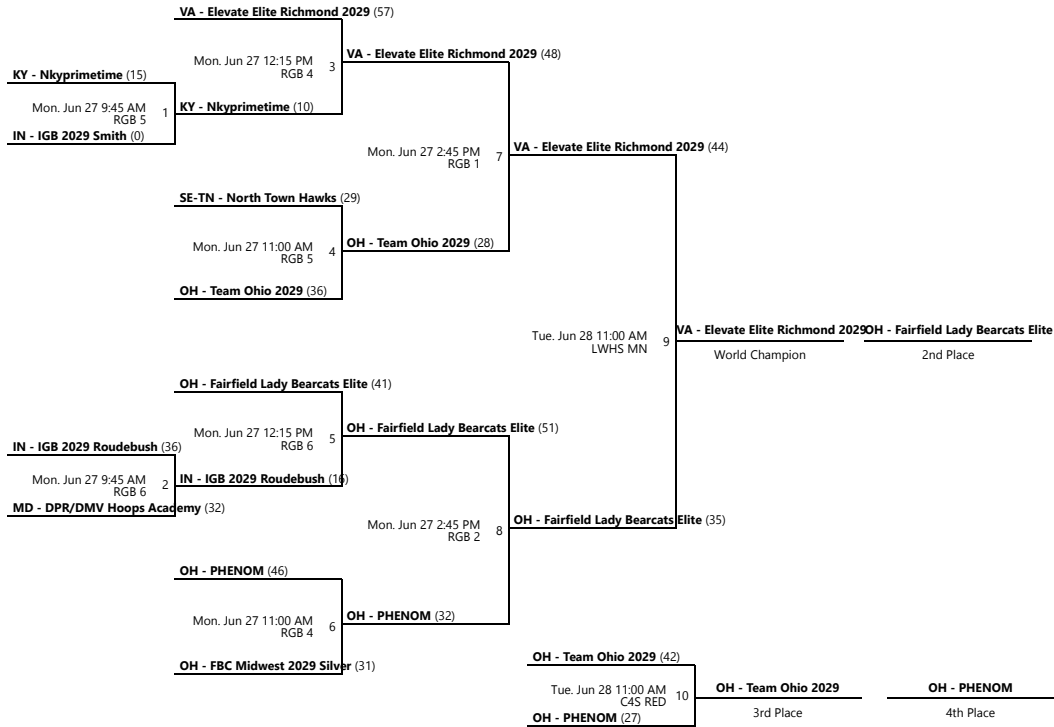 VA - Elevate Elite Richmond 2029 (57)
Mon. Jun 27 12:15 PM
RGB 4
3
VA - Elevate Elite Richmond 2029 (48)
KY - Nkyprimetime (15)
Mon. Jun 27 9:45 AM
RGB 5
1
KY - Nkyprimetime (10)
IN - IGB 2029 Smith (0)
Mon. Jun 27 2:45 PM
RGB 1
7
VA - Elevate Elite Richmond 2029 (44)
SE-TN - North Town Hawks (29)
Mon. Jun 27 11:00 AM
RGB 5
4
OH - Team Ohio 2029 (28)
OH - Team Ohio 2029 (36)
Tue. Jun 28 11:00 AM
LWHS MN
9
VA - Elevate Elite Richmond 2029
World Champion
OH - Fairfield Lady Bearcats Elite
2nd Place
OH - Fairfield Lady Bearcats Elite (41)
Mon. Jun 27 12:15 PM
RGB 6
5
OH - Fairfield Lady Bearcats Elite (51)
IN - IGB 2029 Roudebush (36)
Mon. Jun 27 9:45 AM
RGB 6
2
IN - IGB 2029 Roudebush (16)
MD - DPR/DMV Hoops Academy (32)
Mon. Jun 27 2:45 PM
RGB 2
8
OH - Fairfield Lady Bearcats Elite (35)
OH - PHENOM (46)
Mon. Jun 27 11:00 AM
RGB 4
6
OH - PHENOM (32)
OH - FBC Midwest 2029 Silver (31)
OH - Team Ohio 2029 (42)
Tue. Jun 28 11:00 AM
C4S RED
10
OH - Team Ohio 2029
3rd Place
OH - PHENOM
4th Place
OH - PHENOM (27)